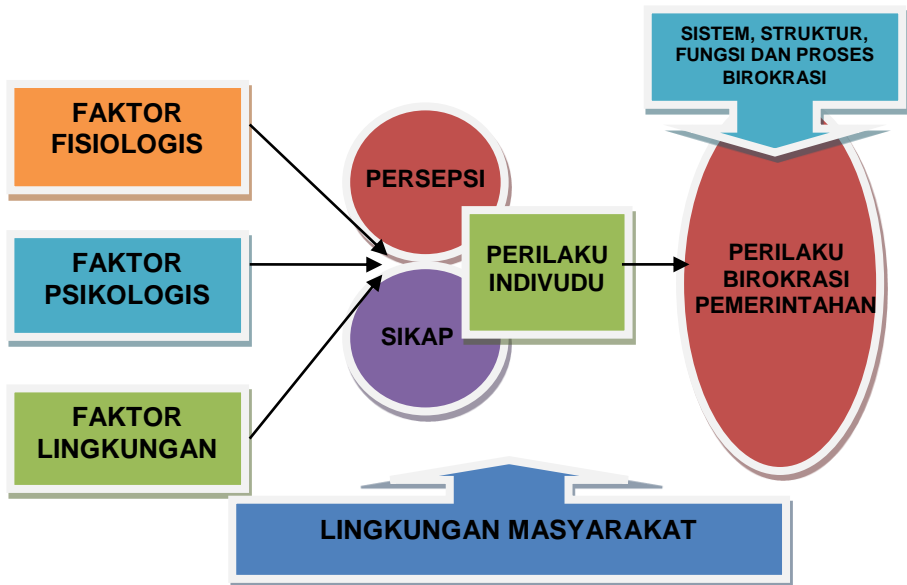 SISTEM, STRUKTUR,
FUNGSI DAN PROSES
BIROKRASI
FAKTOR
FISIOLOGIS
PERSEPSI
FAKTOR
PSIKOLOGIS
PERILAKU
INDIVUDU
PERILAKU
BIROKRASI
PEMERINTAHAN
SIKAP
FAKTOR
LINGKUNGAN
LINGKUNGAN MASYARAKAT